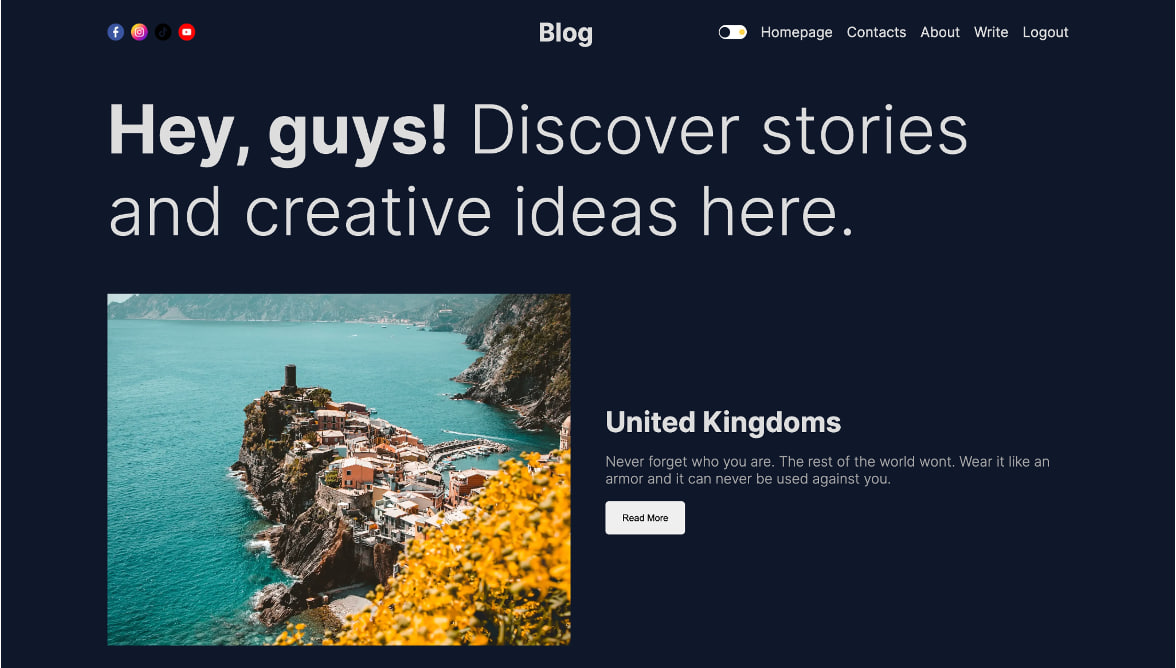 Blog
Homepage Contacts About Write Logout
Hey, guys! Discover stories
and creative ideas here.
United Kingdoms
Never forget who you are. The rest of the world wont. Wear it like an
armor and it can never be used against you.
Read More